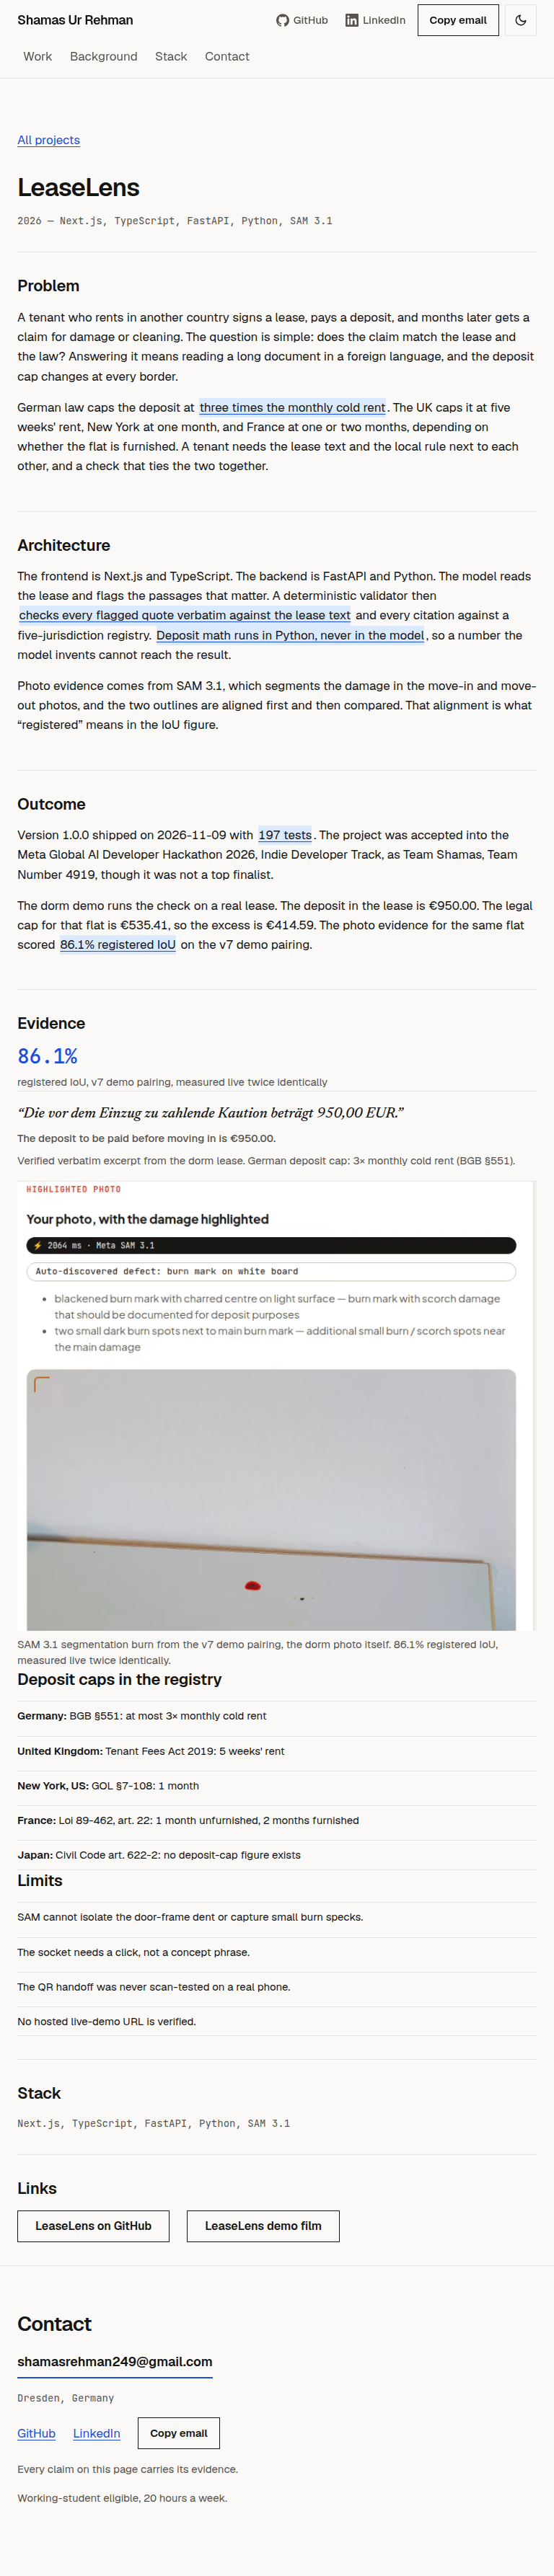 Shamas Ur Rehman
GitHub
LinkedIn
Copy email
Work Background Stack Contact
All projects
LeaseLens
2026 — Next.js, TypeScript, FastAPI, Python, SAM 3.1
Problem
A tenant who rents in another country signs a lease, pays a deposit, and months later gets a
claim for damage or cleaning. The question is simple: does the claim match the lease and
the law? Answering it means reading a long document in a foreign language, and the deposit
cap changes at every border.
German law caps the deposit at three times the monthly cold rent. The UK caps it at five
weeks' rent, New York at one month, and France at one or two months, depending on
whether the flat is furnished. A tenant needs the lease text and the local rule next to each
other, and a check that ties the two together.
Architecture
The frontend is Next.js and TypeScript. The backend is FastAPI and Python. The model reads
the lease and flags the passages that matter. A deterministic validator then
checks every flagged quote verbatim against the lease text and every citation against a
five-jurisdiction registry. Deposit math runs in Python, never in the model, so a number the
model invents cannot reach the result.
Photo evidence comes from SAM 3.1, which segments the damage in the move-in and move-
out photos, and the two outlines are aligned first and then compared. That alignment is what
“registered” means in the IoU figure.
Outcome
Version 1.0.0 shipped on 2026-11-09 with 197 tests. The project was accepted into the
Meta Global AI Developer Hackathon 2026, Indie Developer Track, as Team Shamas, Team
Number 4919, though it was not a top finalist.
The dorm demo runs the check on a real lease. The deposit in the lease is €950.00. The legal
cap for that flat is €535.41, so the excess is €414.59. The photo evidence for the same flat
scored 86.1% registered IoU on the v7 demo pairing.
Evidence
86.1%
registered IoU, v7 demo pairing, measured live twice identically
“Die vor dem Einzug zu zahlende Kaution beträgt 950,00 EUR.”
The deposit to be paid before moving in is €950.00.
Verified verbatim excerpt from the dorm lease. German deposit cap: 3× monthly cold rent (BGB §551).
HIGHLIGHTED PHOTO
Your photo, with the damage highlighted
⚡ 2064 ms · Meta SAM 3.1
Auto-discovered defect: burn mark on white board
• blackened burn mark with charred centre on light surface — burn mark with scorch damage
that should be documented for deposit purposes
• two small dark burn spots next to main burn mark — additional small burn / scorch spots near
the main damage
SAM 3.1 segmentation burn from the v7 demo pairing, the dorm photo itself. 86.1% registered IoU,
measured live twice identically.
Deposit caps in the registry
Germany: BGB §551: at most 3× monthly cold rent
United Kingdom: Tenant Fees Act 2019: 5 weeks' rent
New York, US: GOL §7-108: 1 month
France: Loi 89-462, art. 22: 1 month unfurnished, 2 months furnished
Japan: Civil Code art. 622-2: no deposit-cap figure exists
Limits
SAM cannot isolate the door-frame dent or capture small burn specks.
The socket needs a click, not a concept phrase.
The QR handoff was never scan-tested on a real phone.
No hosted live-demo URL is verified.
Stack
Next.js, TypeScript, FastAPI, Python, SAM 3.1
Links
LeaseLens on GitHub
LeaseLens demo film
Contact
shamasrehman249@gmail.com
Dresden, Germany
GitHub LinkedIn Copy email
Every claim on this page carries its evidence.
Working-student eligible, 20 hours a week.